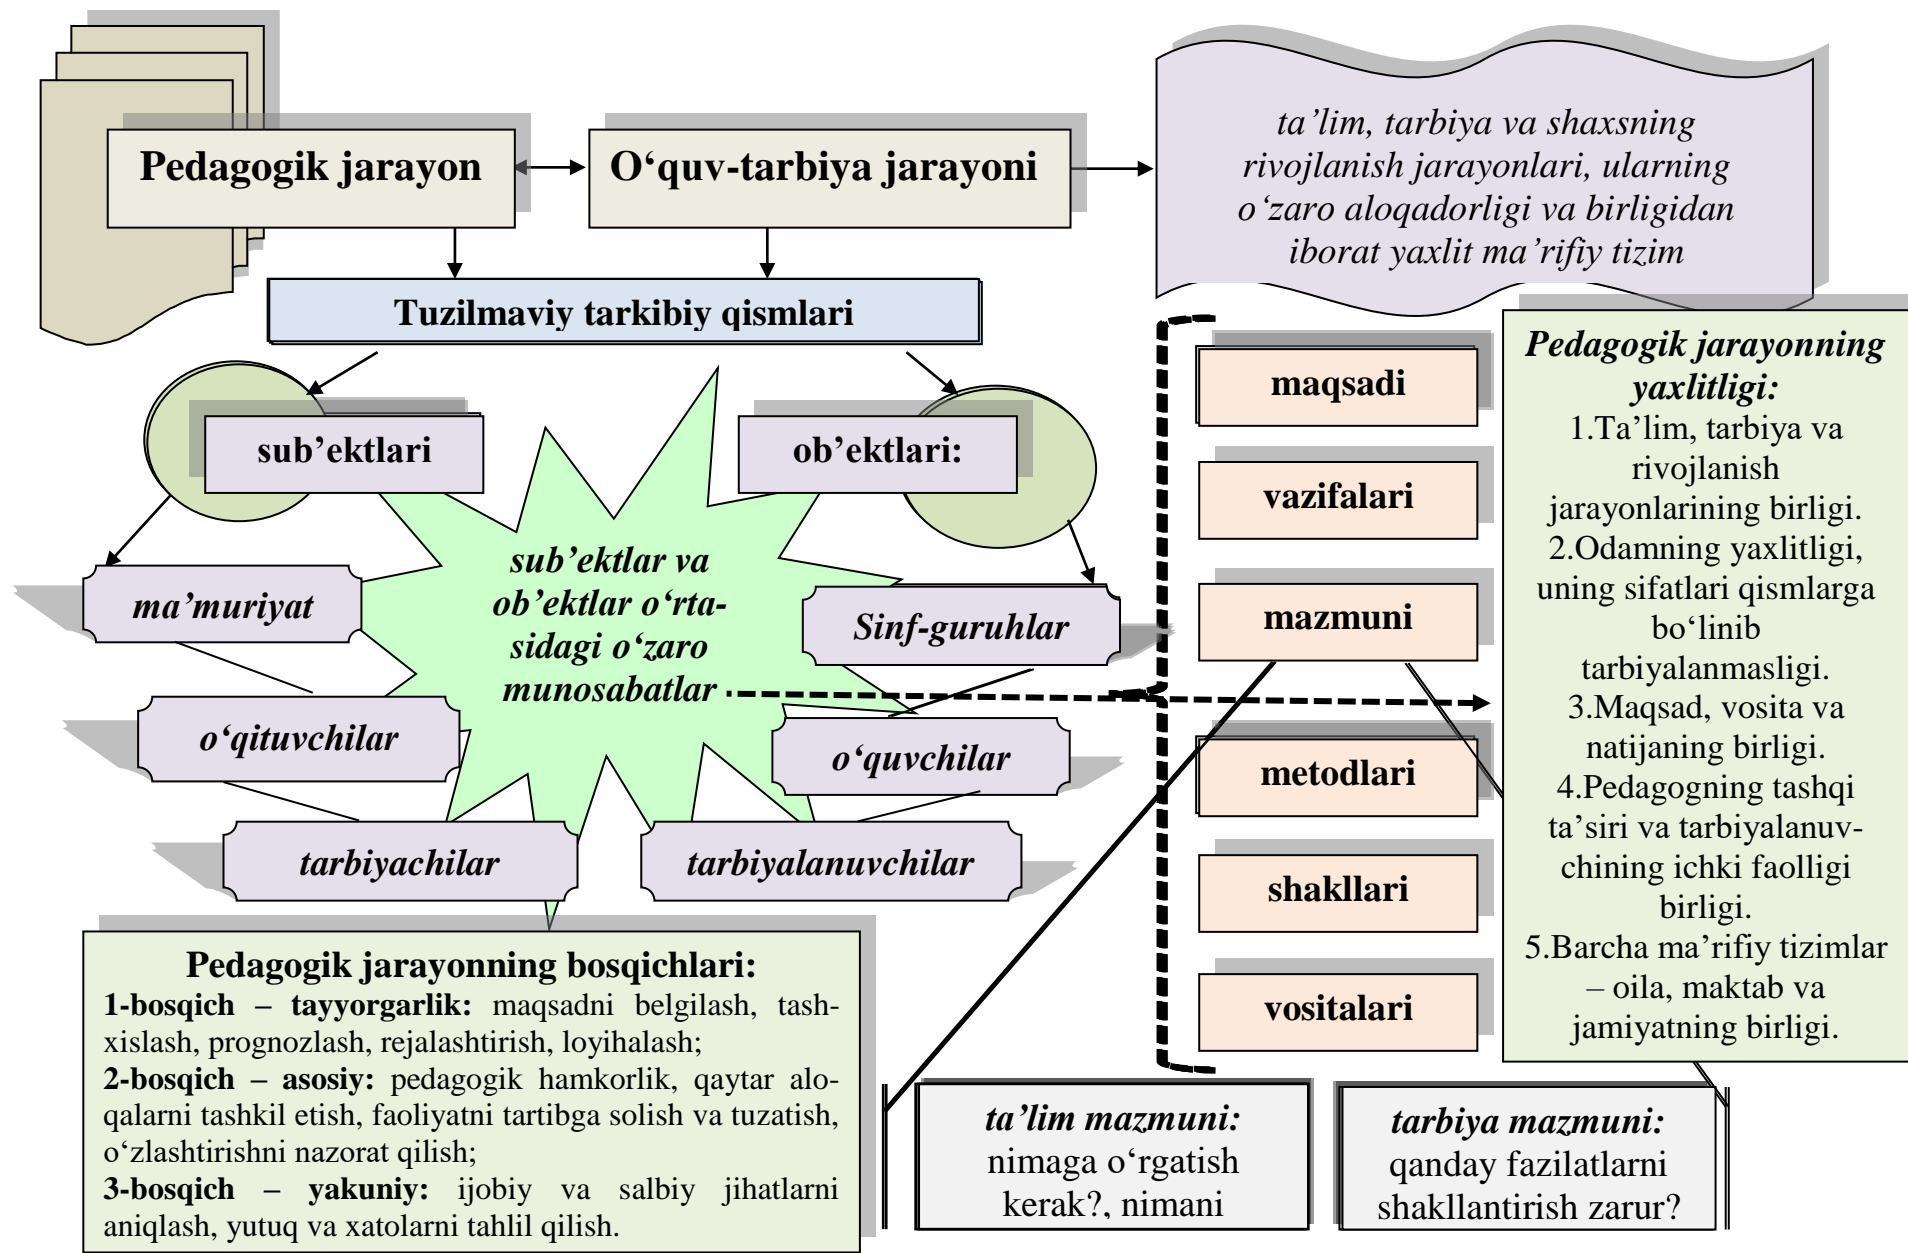 Pedagogik jarayon
O‘quv-tarbiya jarayoni
ta’lim, tarbiya va shaxsning
rivojlanish jarayonlari, ularning
o‘zaro aloqadorligi va birligidan
iborat yaxlit ma’rifiy tizim
Tuzilmaviy tarkibiy qismlari
sub’ektlari
ob’ektlari:
sub’ektlar va
ob’ektlar o‘rta-
sidagi o‘zaro
munosabatlar
ma’muriyat
o‘qituvchilar
tarbiyachilar
Sinf-guruhlar
o‘quvchilar
tarbiyalanuvchilar
maqsadi
vazifalari
mazmuni
metodlari
shakllari
vositalari
Pedagogik jarayonning
yaxlitligi:
1.Ta’lim, tarbiya va
rivojlanish
jarayonlarining birligi.
2.Odamning yaxlitligi,
uning sifatlari qismlarga
bo‘linib
tarbiyalanmasligi.
3.Maqsad, vosita va
natijaning birligi.
4.Pedagogning tashqi
ta’siri va tarbiyalanuv-
chining ichki faolligi
birligi.
5.Barcha ma’rifiy tizimlar
– oila, maktab va
jamiyatning birligi.
Pedagogik jarayonning bosqichlari:
1-bosqich – tayyorgarlik: maqsadni belgilash, tash-
xislash, prognozlash, rejalashtirish, loyihalash;
2-bosqich – asosiy: pedagogik hamkorlik, qaytar alo-
qalarni tashkil etish, faoliyatni tartibga solish va tuzatish,
o‘zlashtirishni nazorat qilish;
3-bosqich – yakuniy: ijobiy va salbiy jihatlarni
aniqlash, yutuq va xatolarni tahlil qilish.
ta’lim mazmuni:
nimaga o‘rgatish
kerak?, nimani
tarbiya mazmuni:
qanday fazilatlarni
shakllantirish zarur?